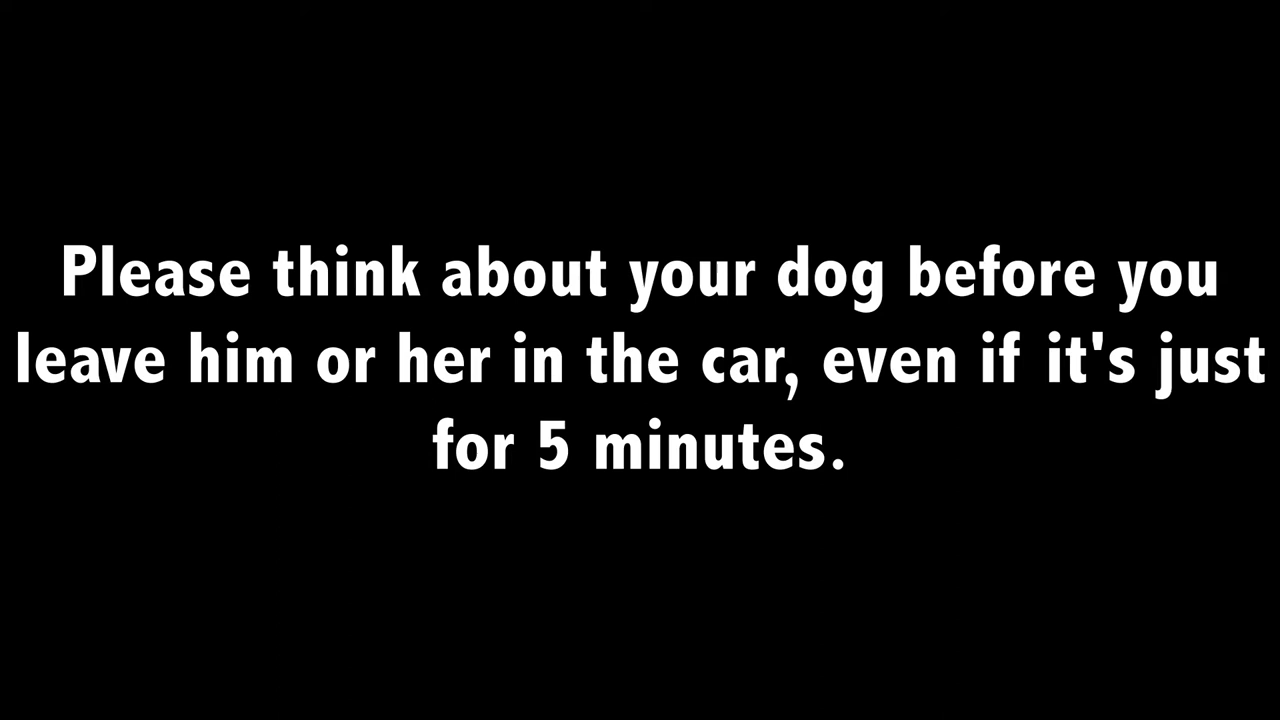 Please think about your dog before you
leave him or her in the car, even if it's just
for 5 minutes.